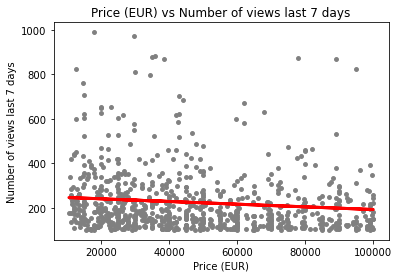 Price (EUR) vs Number of views last 7 days
Number of views last 7 days
1000
800
600
400
200
20000 40000 60000 80000 100000
Price (EUR)